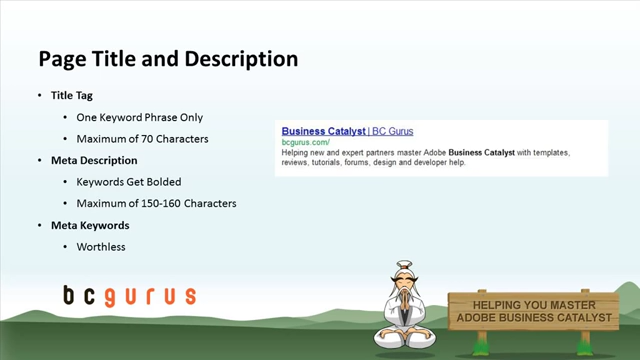 Page Title and Description
• Title Tag
• One Keyword Phrase Only
• Maximum of 70 Characters
• Meta Description
• Keywords Get Bolded
• Maximum of 150-160 Characters
• Meta Keywords
• Worthless
Business Catalyst | BC Gurus
bcgurus.com/
Helping new and expert partners master Adobe Business Catalyst with templates,
reviews, tutorials, forums, design and developer help.
bcgurus
HELPING YOU MASTER
ADOBE BUSINESS CATALYST